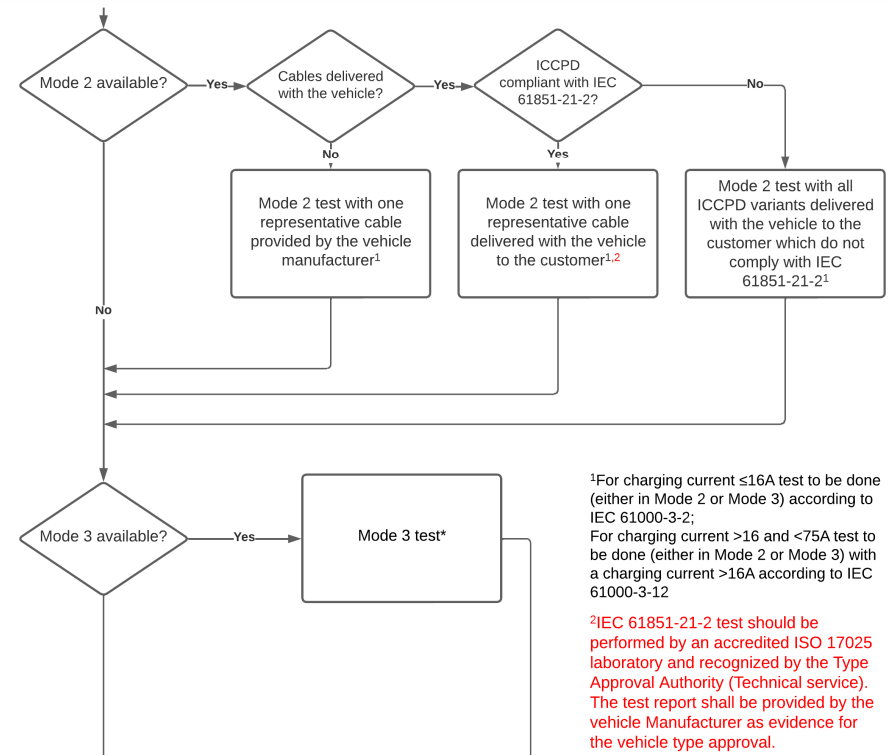 Mode 2 available?
Yes
Cables delivered
with the vehicle?
Yes
ICCPD
compliant with IEC
61851-21-2?
No
No
Yes
Mode 2 test with one
representative cable
provided by the vehicle
manufacturer¹
Mode 2 test with one
representative cable
delivered with the vehicle
to the customer¹,²
Mode 2 test with all
ICCPD variants delivered
with the vehicle to the
customer which do not
comply with IEC
61851-21-2¹
No
Mode 3 available?
Yes
Mode 3 test*
¹For charging current ≤16A test to be done
(either in Mode 2 or Mode 3) according to
IEC 61000-3-2;
For charging current >16 and <75A test to
be done (either in Mode 2 or Mode 3) with
a charging current >16A according to IEC
61000-3-12
²IEC 61851-21-2 test should be
performed by an accredited ISO 17025
laboratory and recognized by the Type
Approval Authority (Technical service).
The test report shall be provided by the
vehicle Manufacturer as evidence for
the vehicle type approval.